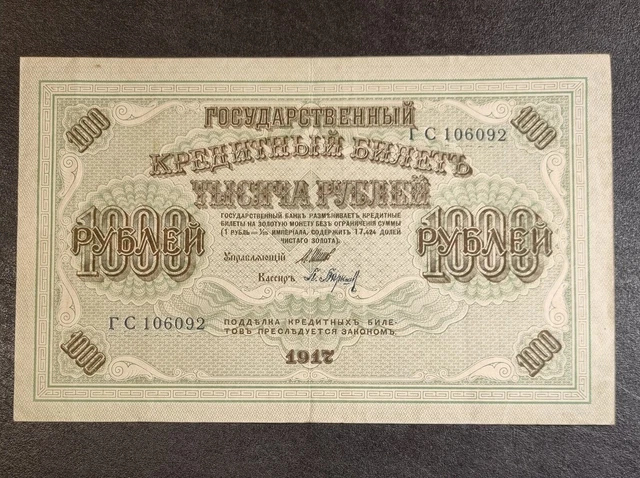 1000
1000
ГОСУДАРСТВЕННЫЙ
ГС 106092
КРЕДИТНЫЙ БИЛЕТЪ
ТЫСЯЧА РУБЛЕЙ
1000
РУБЛЕЙ
1000
РУБЛЕЙ
ГОСУДАРСТВЕННЫЙ БАНКЪ РАЗМѢНИВАЕТЪ КРЕДИТНЫЕ
БИЛЕТЫ НА ЗОЛОТУЮ МОНЕТУ БЕЗЪ ОГРАНИЧЕНІЯ СУММЫ
(1 РУБЛЬ = 1/15 ИМПЕРІАЛА, СОДЕРЖИТЪ 17,424 ДОЛЕЙ
ЧИСТАГО ЗОЛОТА).
Управляющій
Кассиръ
ГС 106092
ПОДДѢЛКА КРЕДИТНЫХЪ БИЛЕ-
ТОВЪ ПРЕСЛѢДУЕТСЯ ЗАКОНОМЪ.
1917
1000
1000